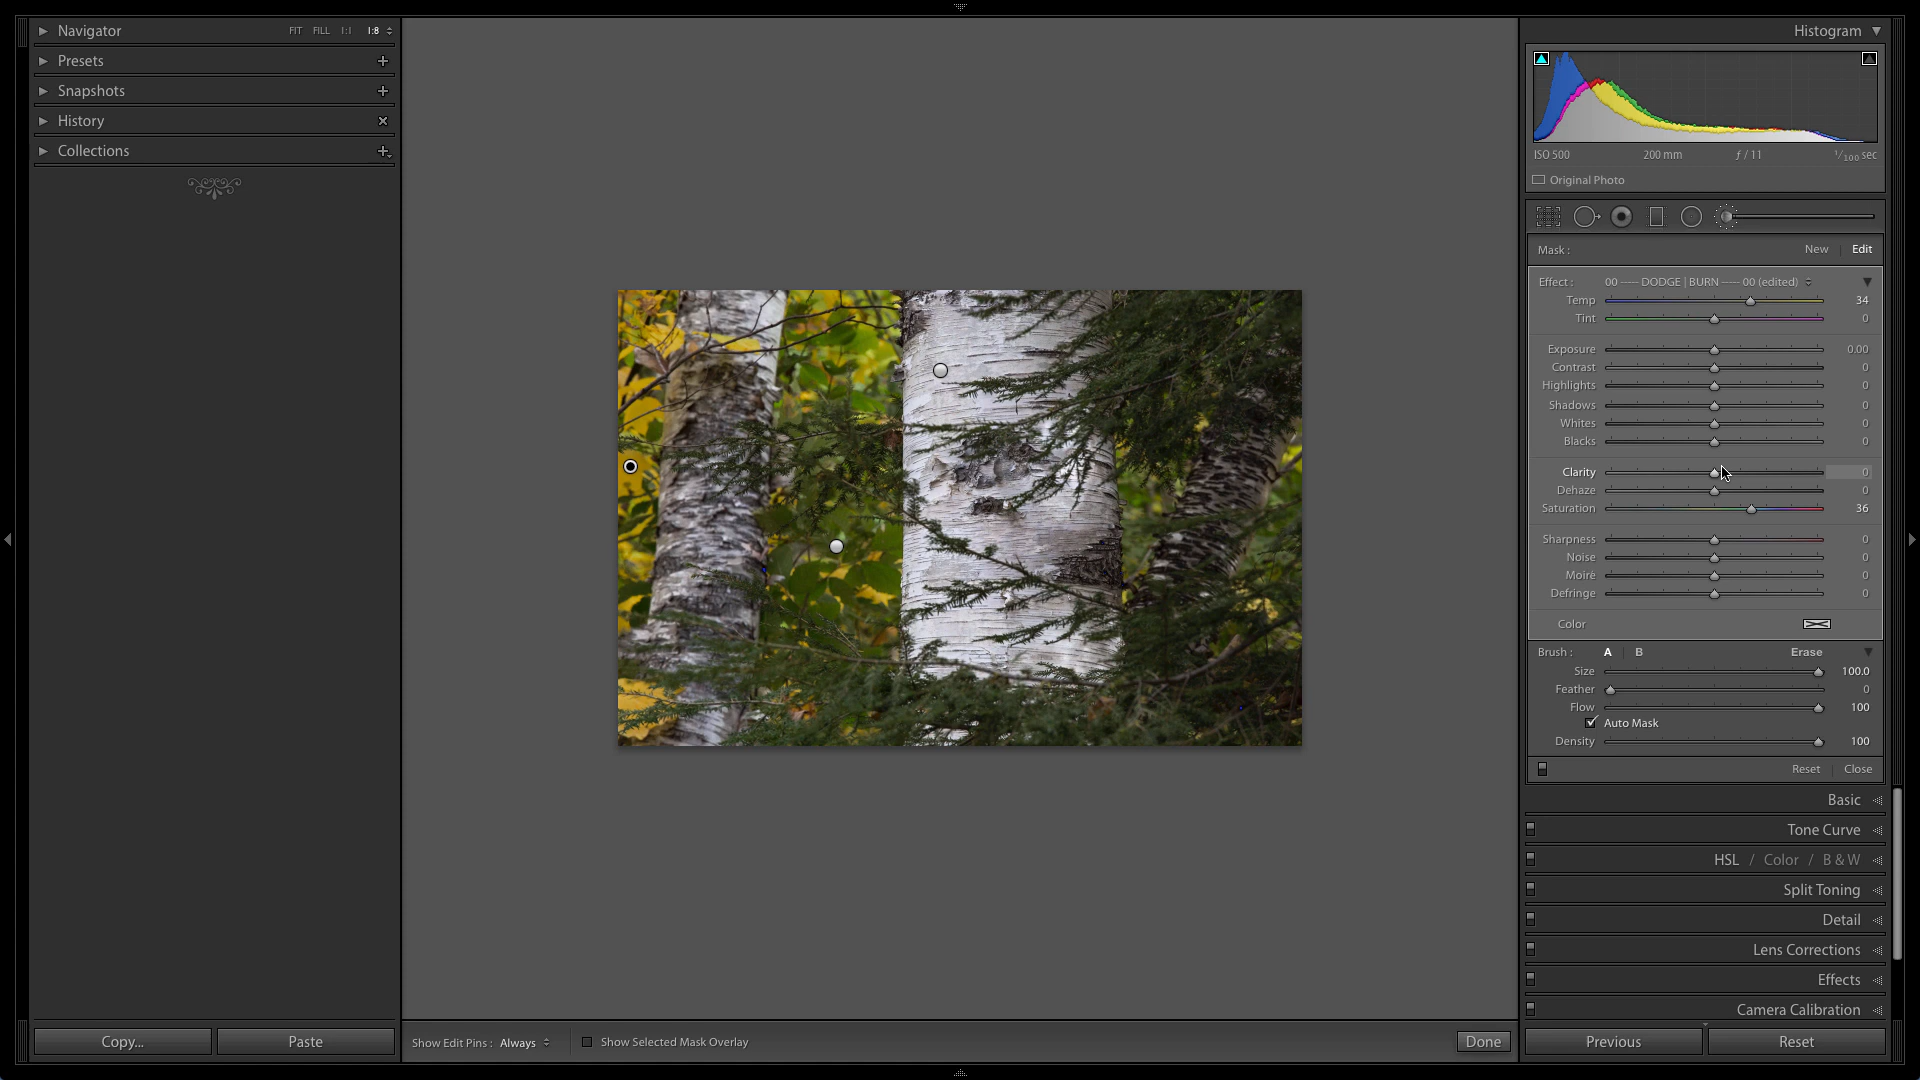 Navigator FIT FILL 1:1 1:8
Presets
Snapshots
History
Collections
Copy...
Paste
Show Edit Pins : Always
Show Selected Mask Overlay
Done
Histogram
ISO 500 200 mm ƒ / 11 1/100 sec
Original Photo
Mask : New Edit
Effect : 00 ----- DODGE | BURN ----- 00 (edited)
Temp 34
Tint 0
Exposure 0.00
Contrast 0
Highlights 0
Shadows 0
Whites 0
Blacks 0
Clarity 0
Dehaze 0
Saturation 36
Sharpness 0
Noise 0
Moiré 0
Defringe 0
Color
Brush : A B Erase
Size 100.0
Feather 0
Flow 100
Auto Mask
Density 100
Reset Close
Basic
Tone Curve
HSL / Color / B & W
Split Toning
Detail
Lens Corrections
Effects
Camera Calibration
Previous
Reset